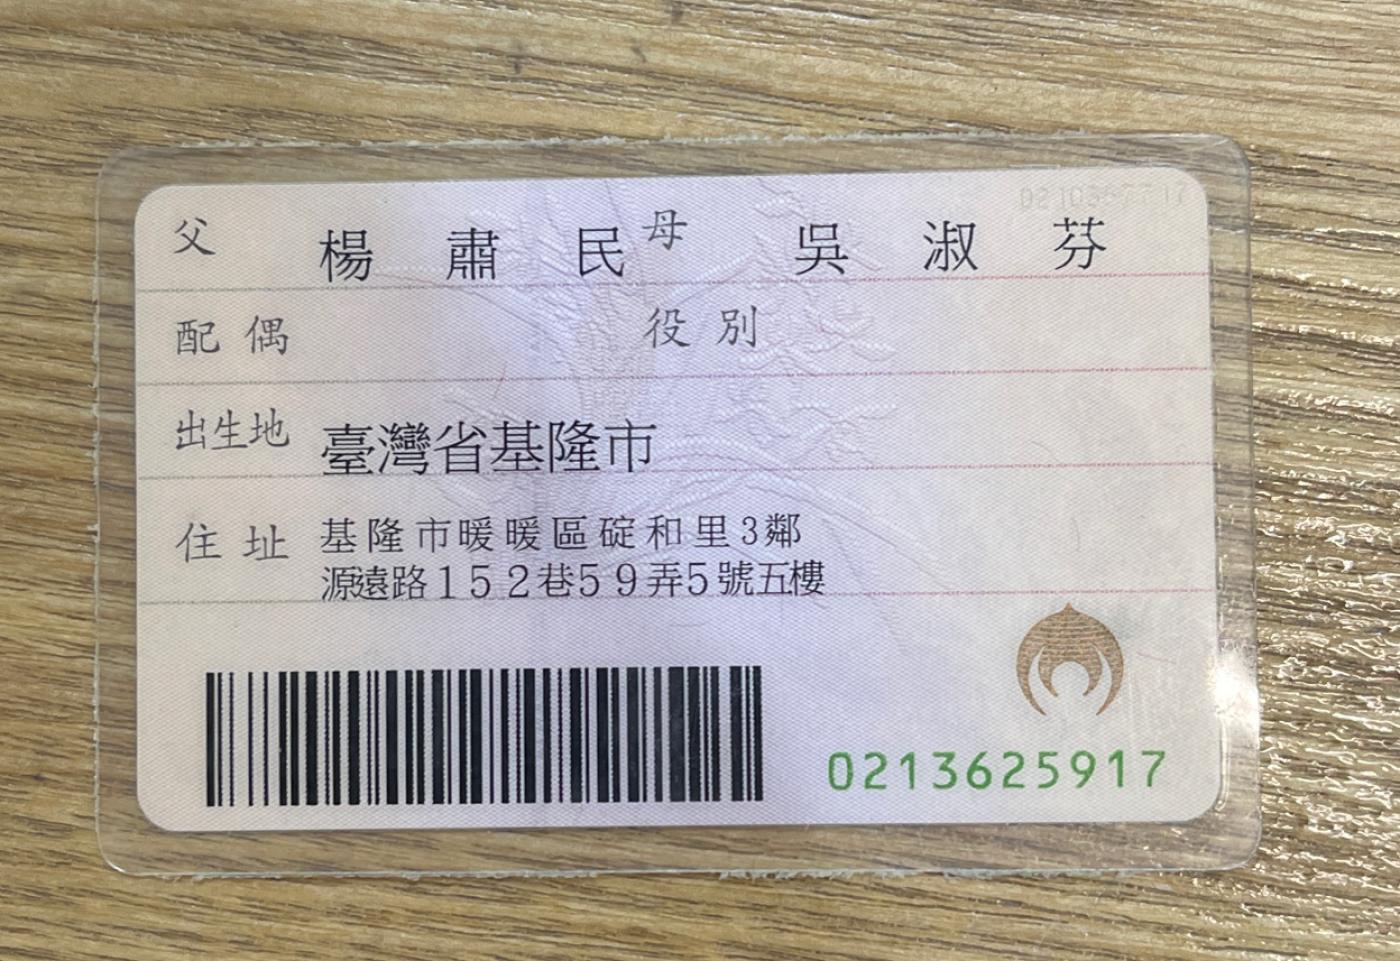 父 楊肅民 母 吳淑芬
配偶 役別
出生地 臺灣省基隆市
住址 基隆市暖暖區碇和里3鄰
源遠路152巷59弄5號五樓
0213625917